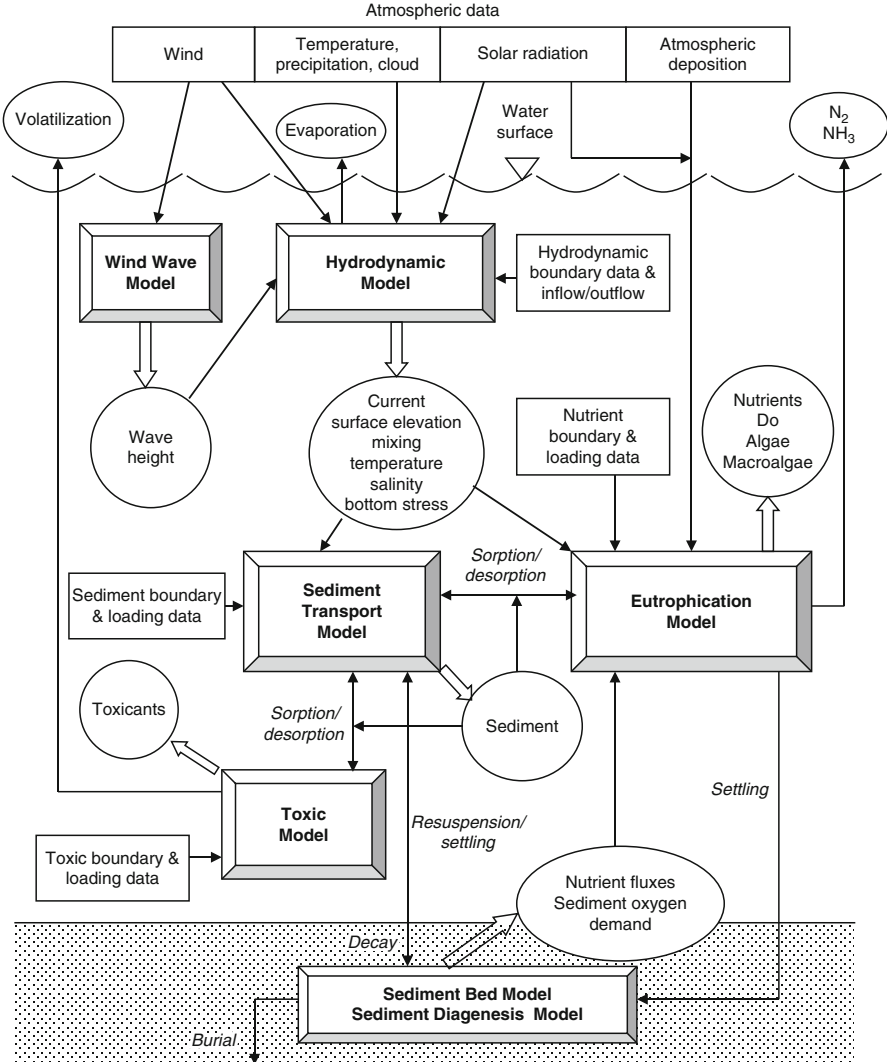 Atmospheric data
Wind
Temperature,
precipitation, cloud
Solar radiation
Atmospheric
deposition
Volatilization
Evaporation
Water
surface
N₂
NH₃
Wind Wave
Model
Hydrodynamic
Model
Hydrodynamic
boundary data &
inflow/outflow
Wave
height
Current
surface elevation
mixing
temperature
salinity
bottom stress
Nutrient
boundary &
loading data
Nutrients
Do
Algae
Macroalgae
Sediment boundary
& loading data
Sediment
Transport
Model
Sorption/
desorption
Eutrophication
Model
Toxicants
Sorption/
desorption
Sediment
Settling
Toxic
Model
Resuspension/
settling
Toxic boundary &
loading data
Nutrient fluxes
Sediment oxygen
demand
Decay
Sediment Bed Model
Sediment Diagenesis Model
Burial